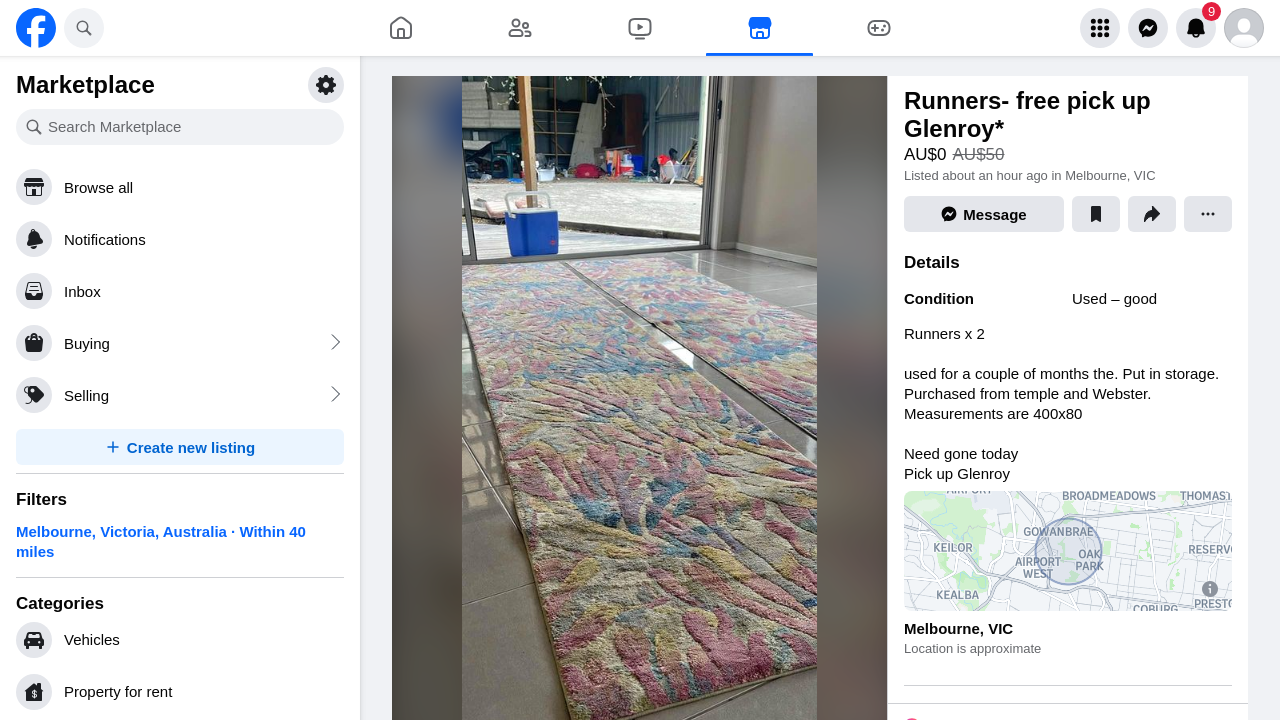 9
Marketplace
Search Marketplace
Browse all
Notifications
Inbox
Buying
Selling
Create new listing
Filters
Melbourne, Victoria, Australia · Within 40
miles
Categories
Vehicles
Property for rent
Runners- free pick up
Glenroy*
AU$0 AU$50
Listed about an hour ago in Melbourne, VIC
Message
Details
Condition Used – good
Runners x 2
used for a couple of months the. Put in storage.
Purchased from temple and Webster.
Measurements are 400x80
Need gone today
Pick up Glenroy
AIRPORT
BROADMEADOWS
THOMAST
GOWANBRAE
KEILOR
OAK
PARK
AIRPORT
WEST
RESERV
KEALBA
COBURG
PRESTO
Melbourne, VIC
Location is approximate